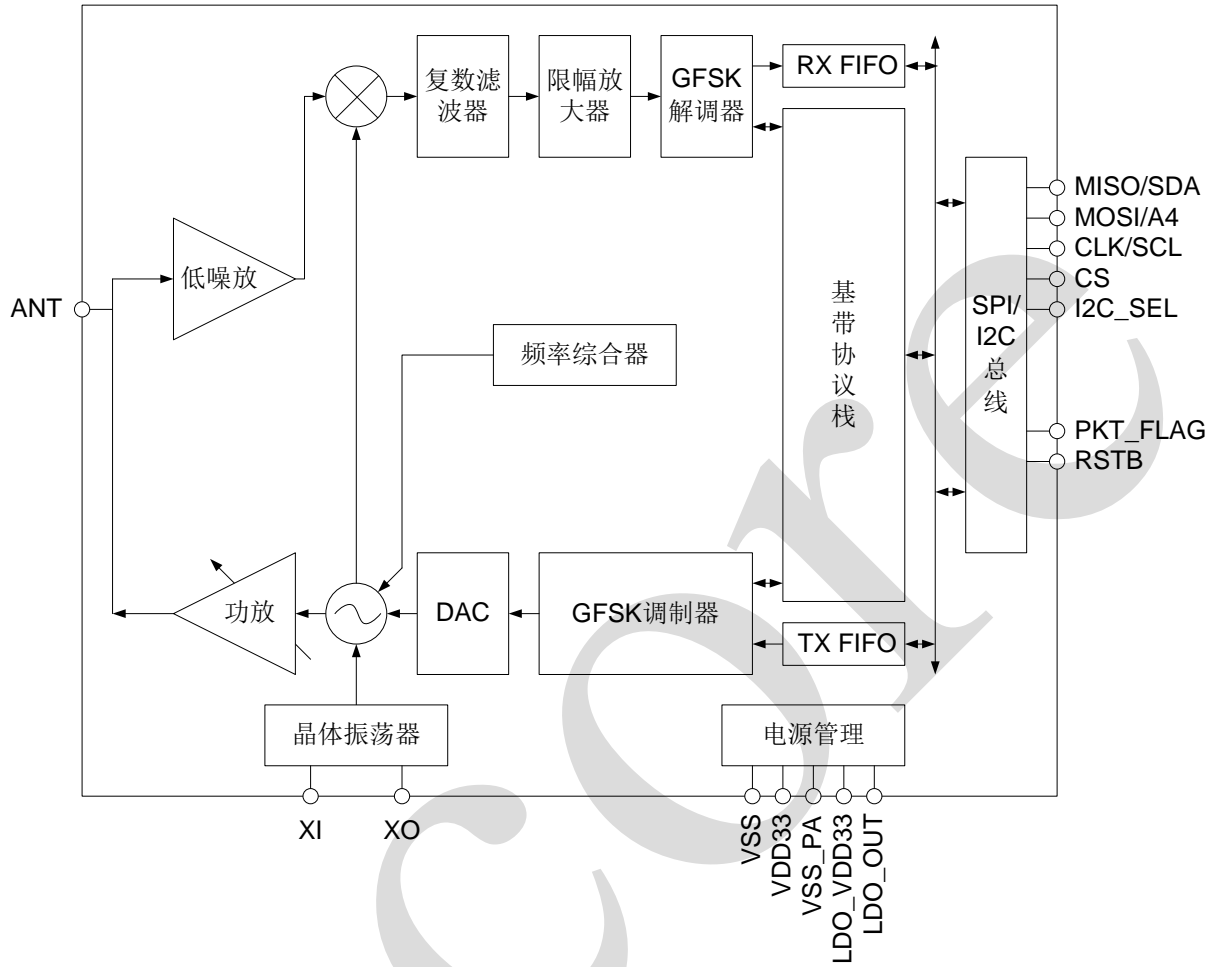 复数滤
波器
限幅放
大器
GFSK
解调器
RX FIFO
MISO/SDA
MOSI/A4
CLK/SCL
CS
I2C_SEL
低噪放
ANT
基
带
协
议
栈
SPI/
I2C
总
线
频率综合器
PKT_FLAG
RSTB
功放
DAC
GFSK调制器
TX FIFO
晶体振荡器
电源管理
XI
XO
VSS
VDD33
VSS_PA
LDO_VDD33
LDO_OUT
core